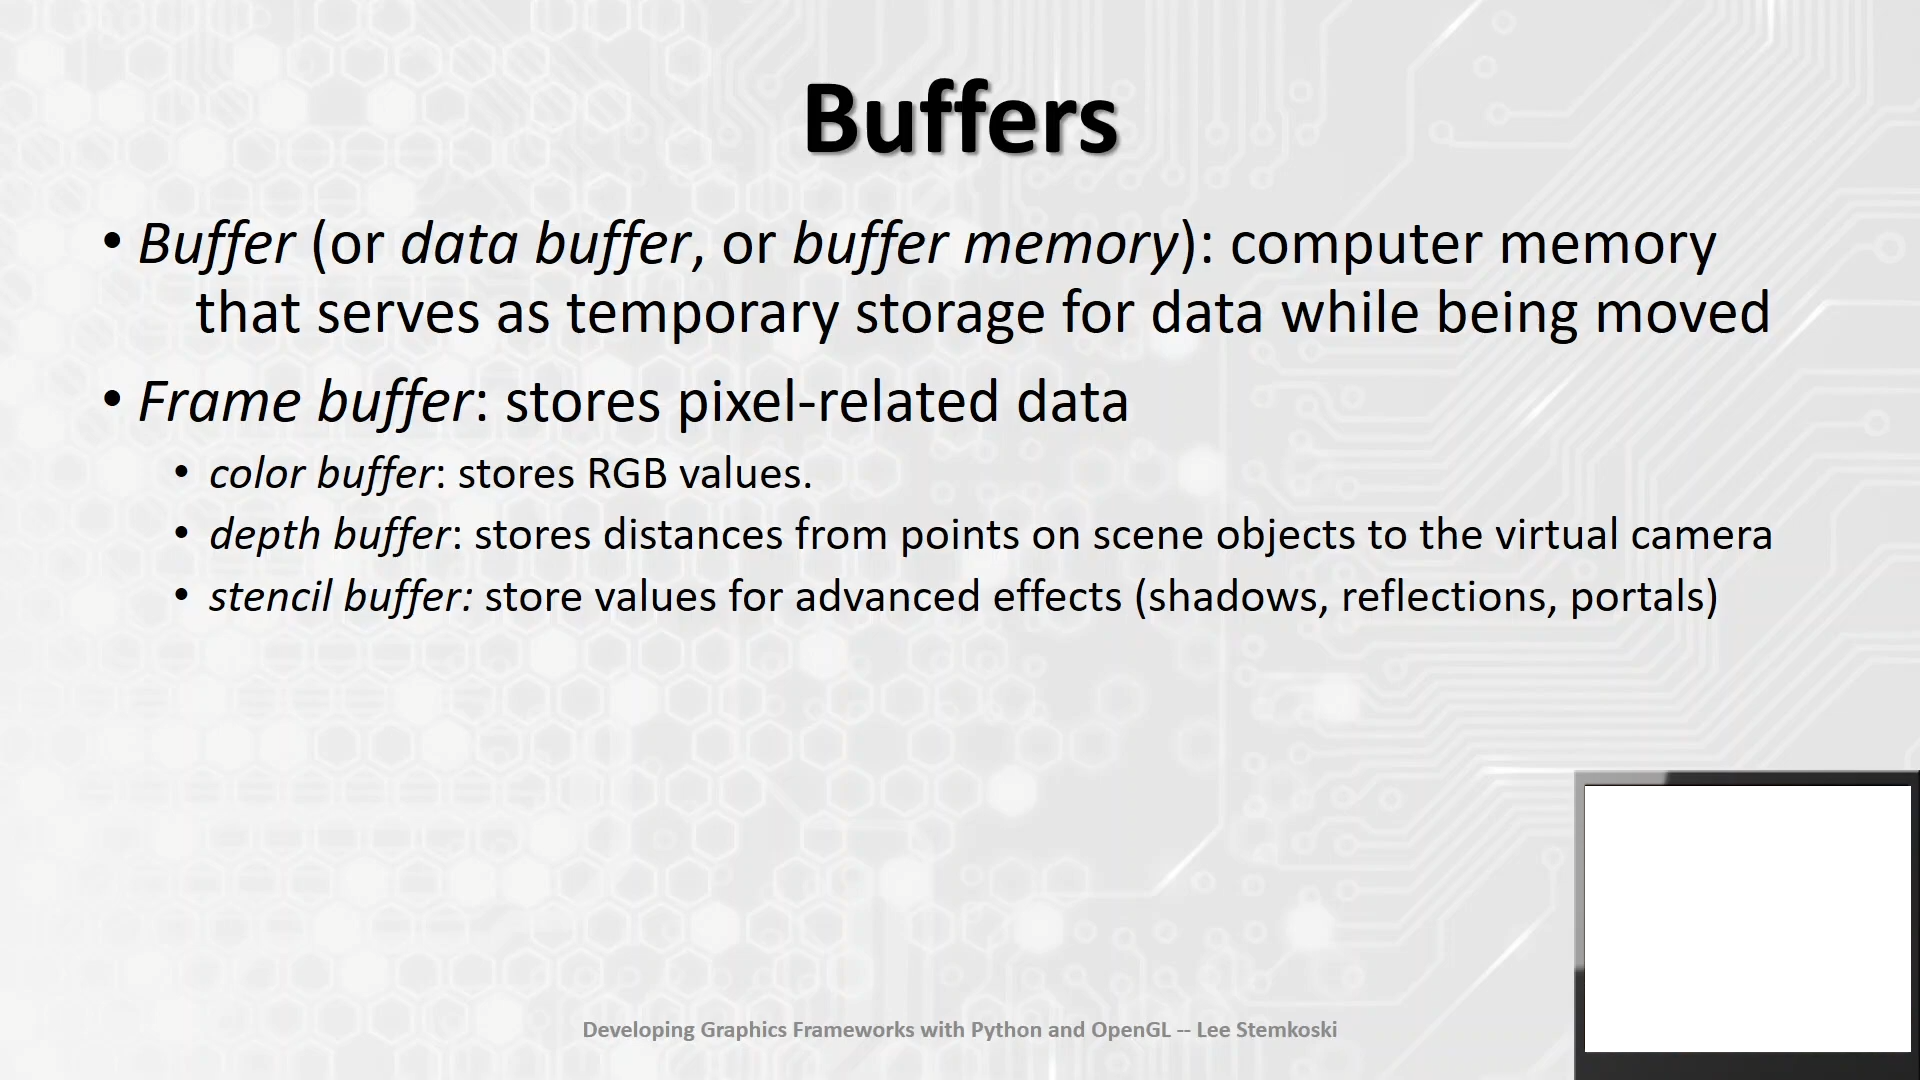 Buffers
• Buffer (or data buffer, or buffer memory): computer memory
that serves as temporary storage for data while being moved
• Frame buffer: stores pixel-related data
• color buffer: stores RGB values.
• depth buffer: stores distances from points on scene objects to the virtual camera
• stencil buffer: store values for advanced effects (shadows, reflections, portals)
Developing Graphics Frameworks with Python and OpenGL -- Lee Stemkoski